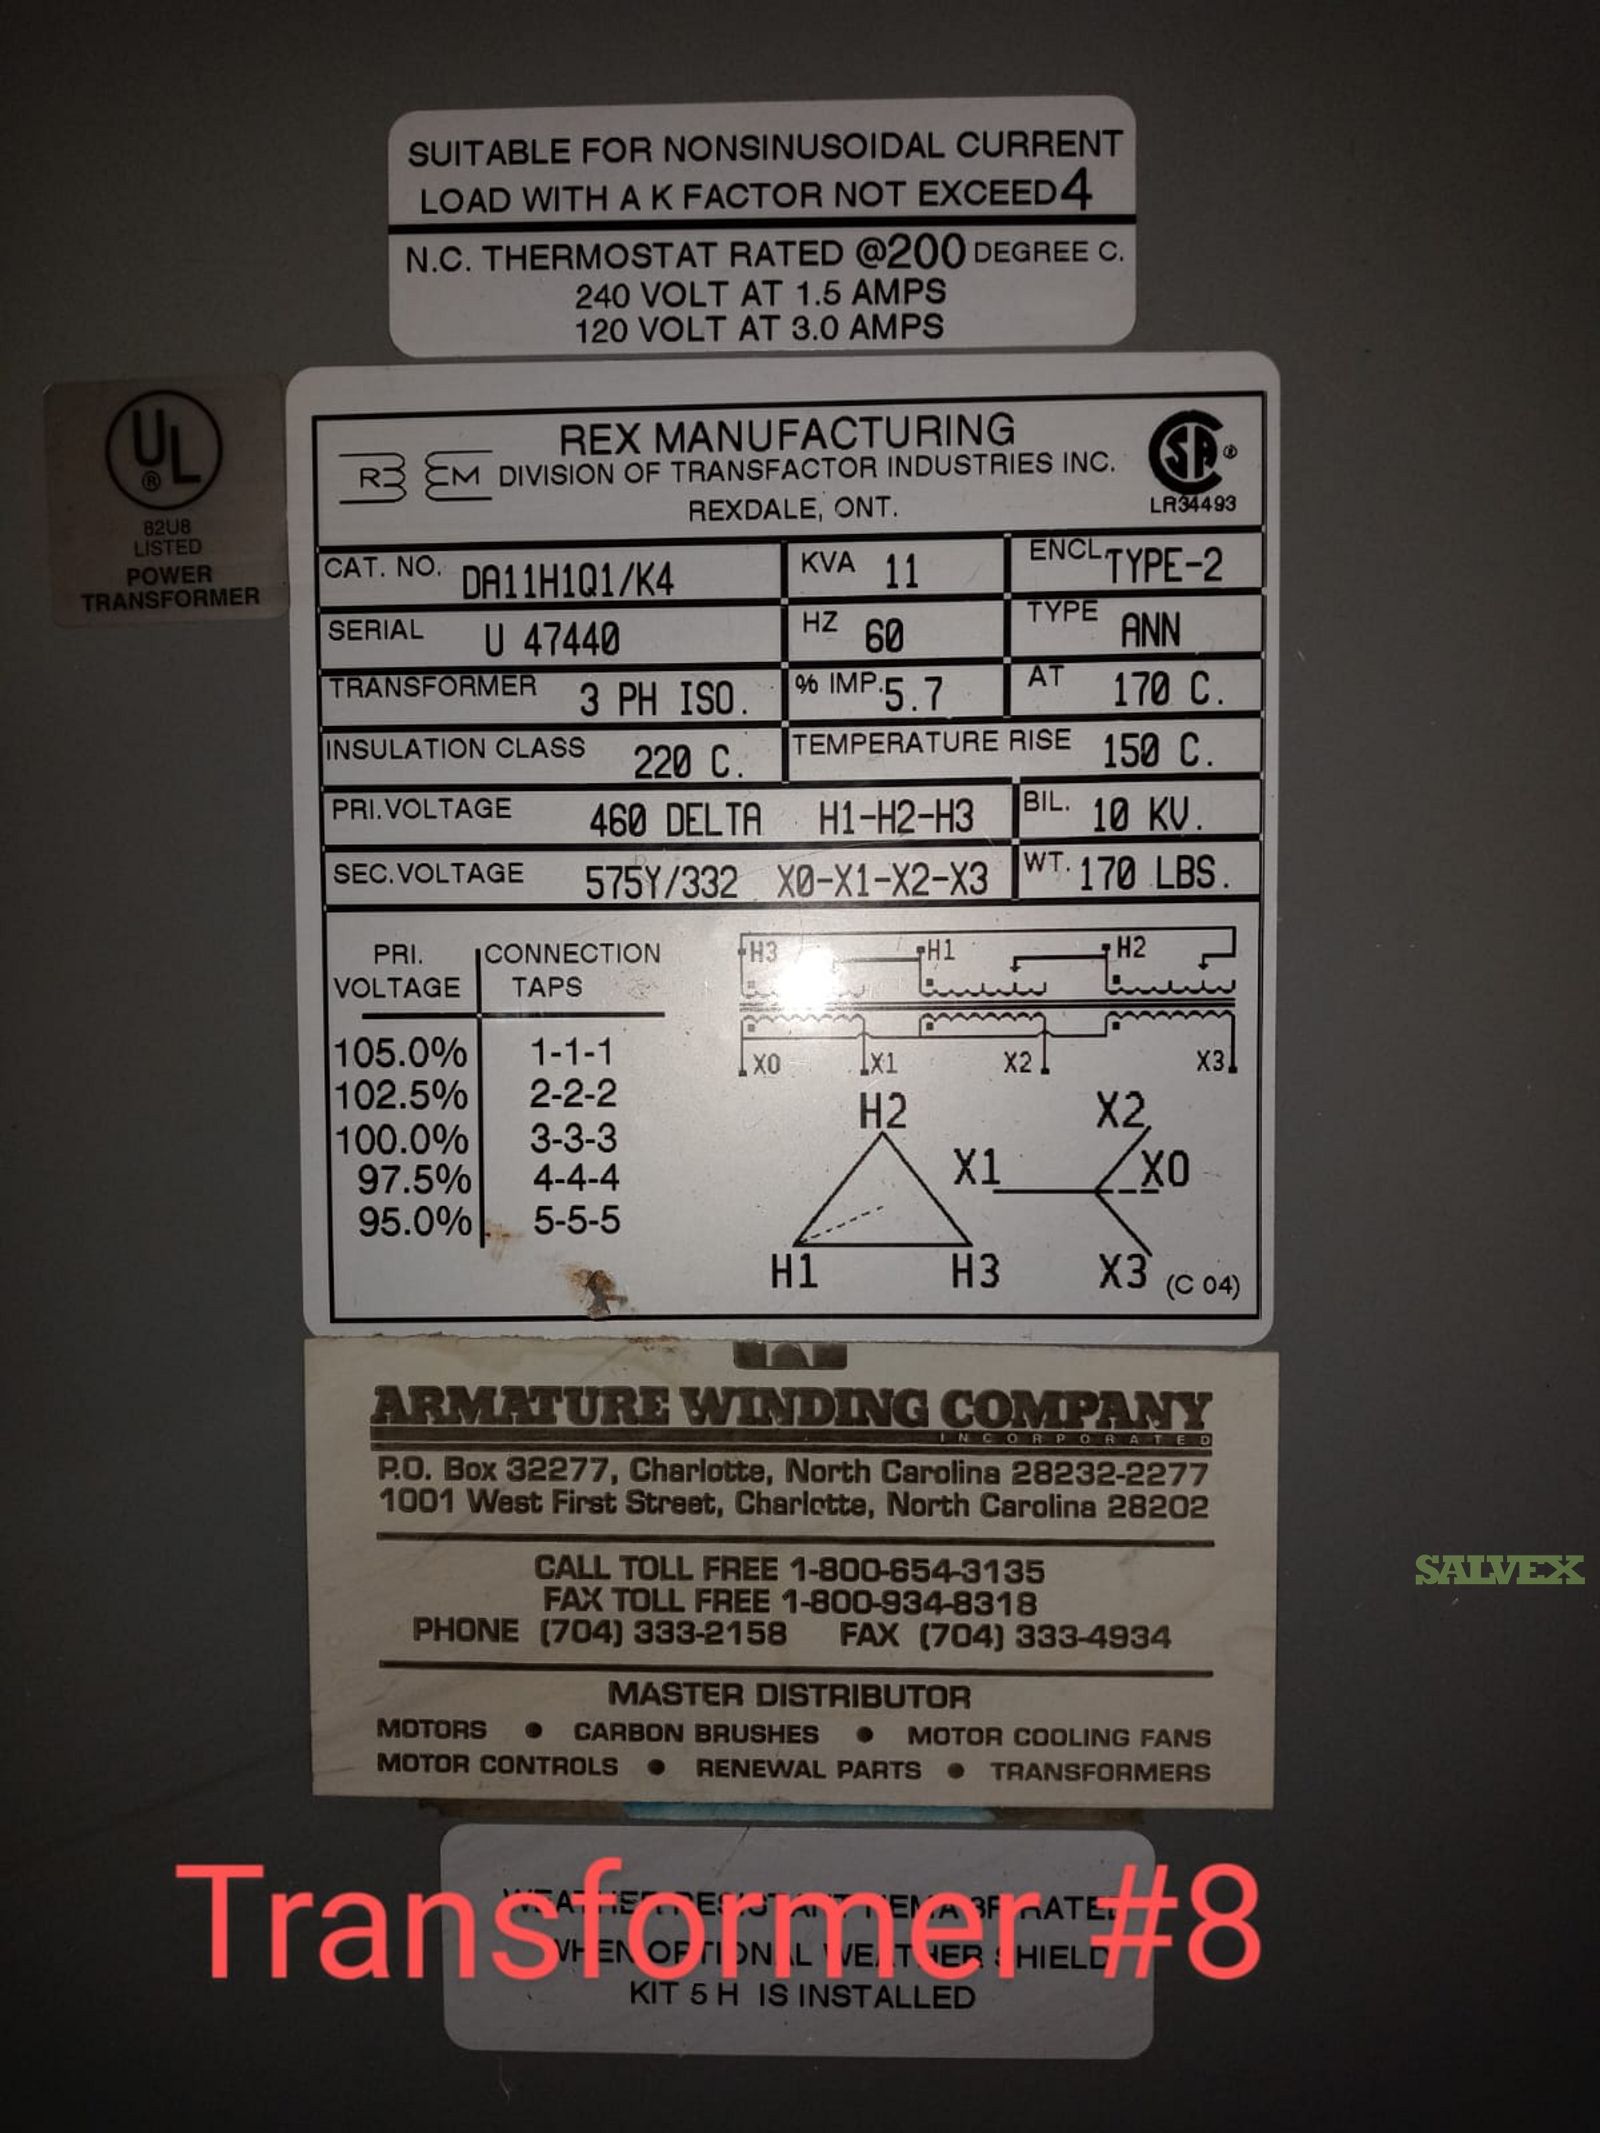 SUITABLE FOR NONSINUSOIDAL CURRENT
LOAD WITH A K FACTOR NOT EXCEED 4
N.C. THERMOSTAT RATED @200 DEGREE C.
240 VOLT AT 1.5 AMPS
120 VOLT AT 3.0 AMPS
UL
®
82U8
LISTED
POWER
TRANSFORMER
REX MANUFACTURING
DIVISION OF TRANSFACTOR INDUSTRIES INC.
REXDALE, ONT.
SA ®
LR34493
CAT. NO. DA11H1Q1/K4 KVA 11 ENCL. TYPE-2
SERIAL U 47440 HZ 60 TYPE ANN
TRANSFORMER 3 PH ISO. % IMP. 5.7 AT 170 C.
INSULATION CLASS 220 C. TEMPERATURE RISE 150 C.
PRI.VOLTAGE 460 DELTA H1-H2-H3 BIL. 10 KV.
SEC.VOLTAGE 575Y/332 X0-X1-X2-X3 WT. 170 LBS.
PRI. CONNECTION
VOLTAGE TAPS
105.0% 1-1-1
102.5% 2-2-2
100.0% 3-3-3
97.5% 4-4-4
95.0% 5-5-5
H3 H1 H2
X0 X1 X2 X3
H2 X2
X1 X0
H1 H3 X3 (C 04)
ARMATURE WINDING COMPANY
INCORPORATED
P.O. Box 32277, Charlotte, North Carolina 28232-2277
1001 West First Street, Charlotte, North Carolina 28202
CALL TOLL FREE 1-800-654-3135
FAX TOLL FREE 1-800-934-8318
PHONE (704) 333-2158 FAX (704) 333-4934
MASTER DISTRIBUTOR
MOTORS ● CARBON BRUSHES ● MOTOR COOLING FANS
MOTOR CONTROLS ● RENEWAL PARTS ● TRANSFORMERS
SALVEX
Transformer #8
WEATHER RESISTANT NEMA 3R RATED
WHEN OPTIONAL WEATHER SHIELD
KIT 5 H IS INSTALLED